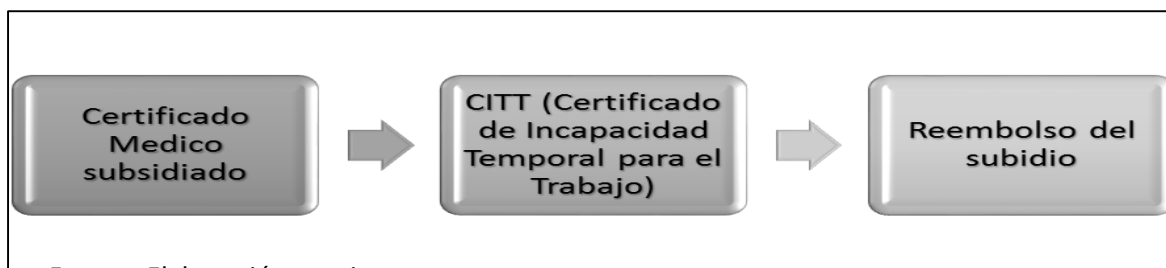 Certificado
Medico
subsidiado
CITT (Certificado
de Incapacidad
Temporal para el
Trabajo)
Reembolso del
subidio